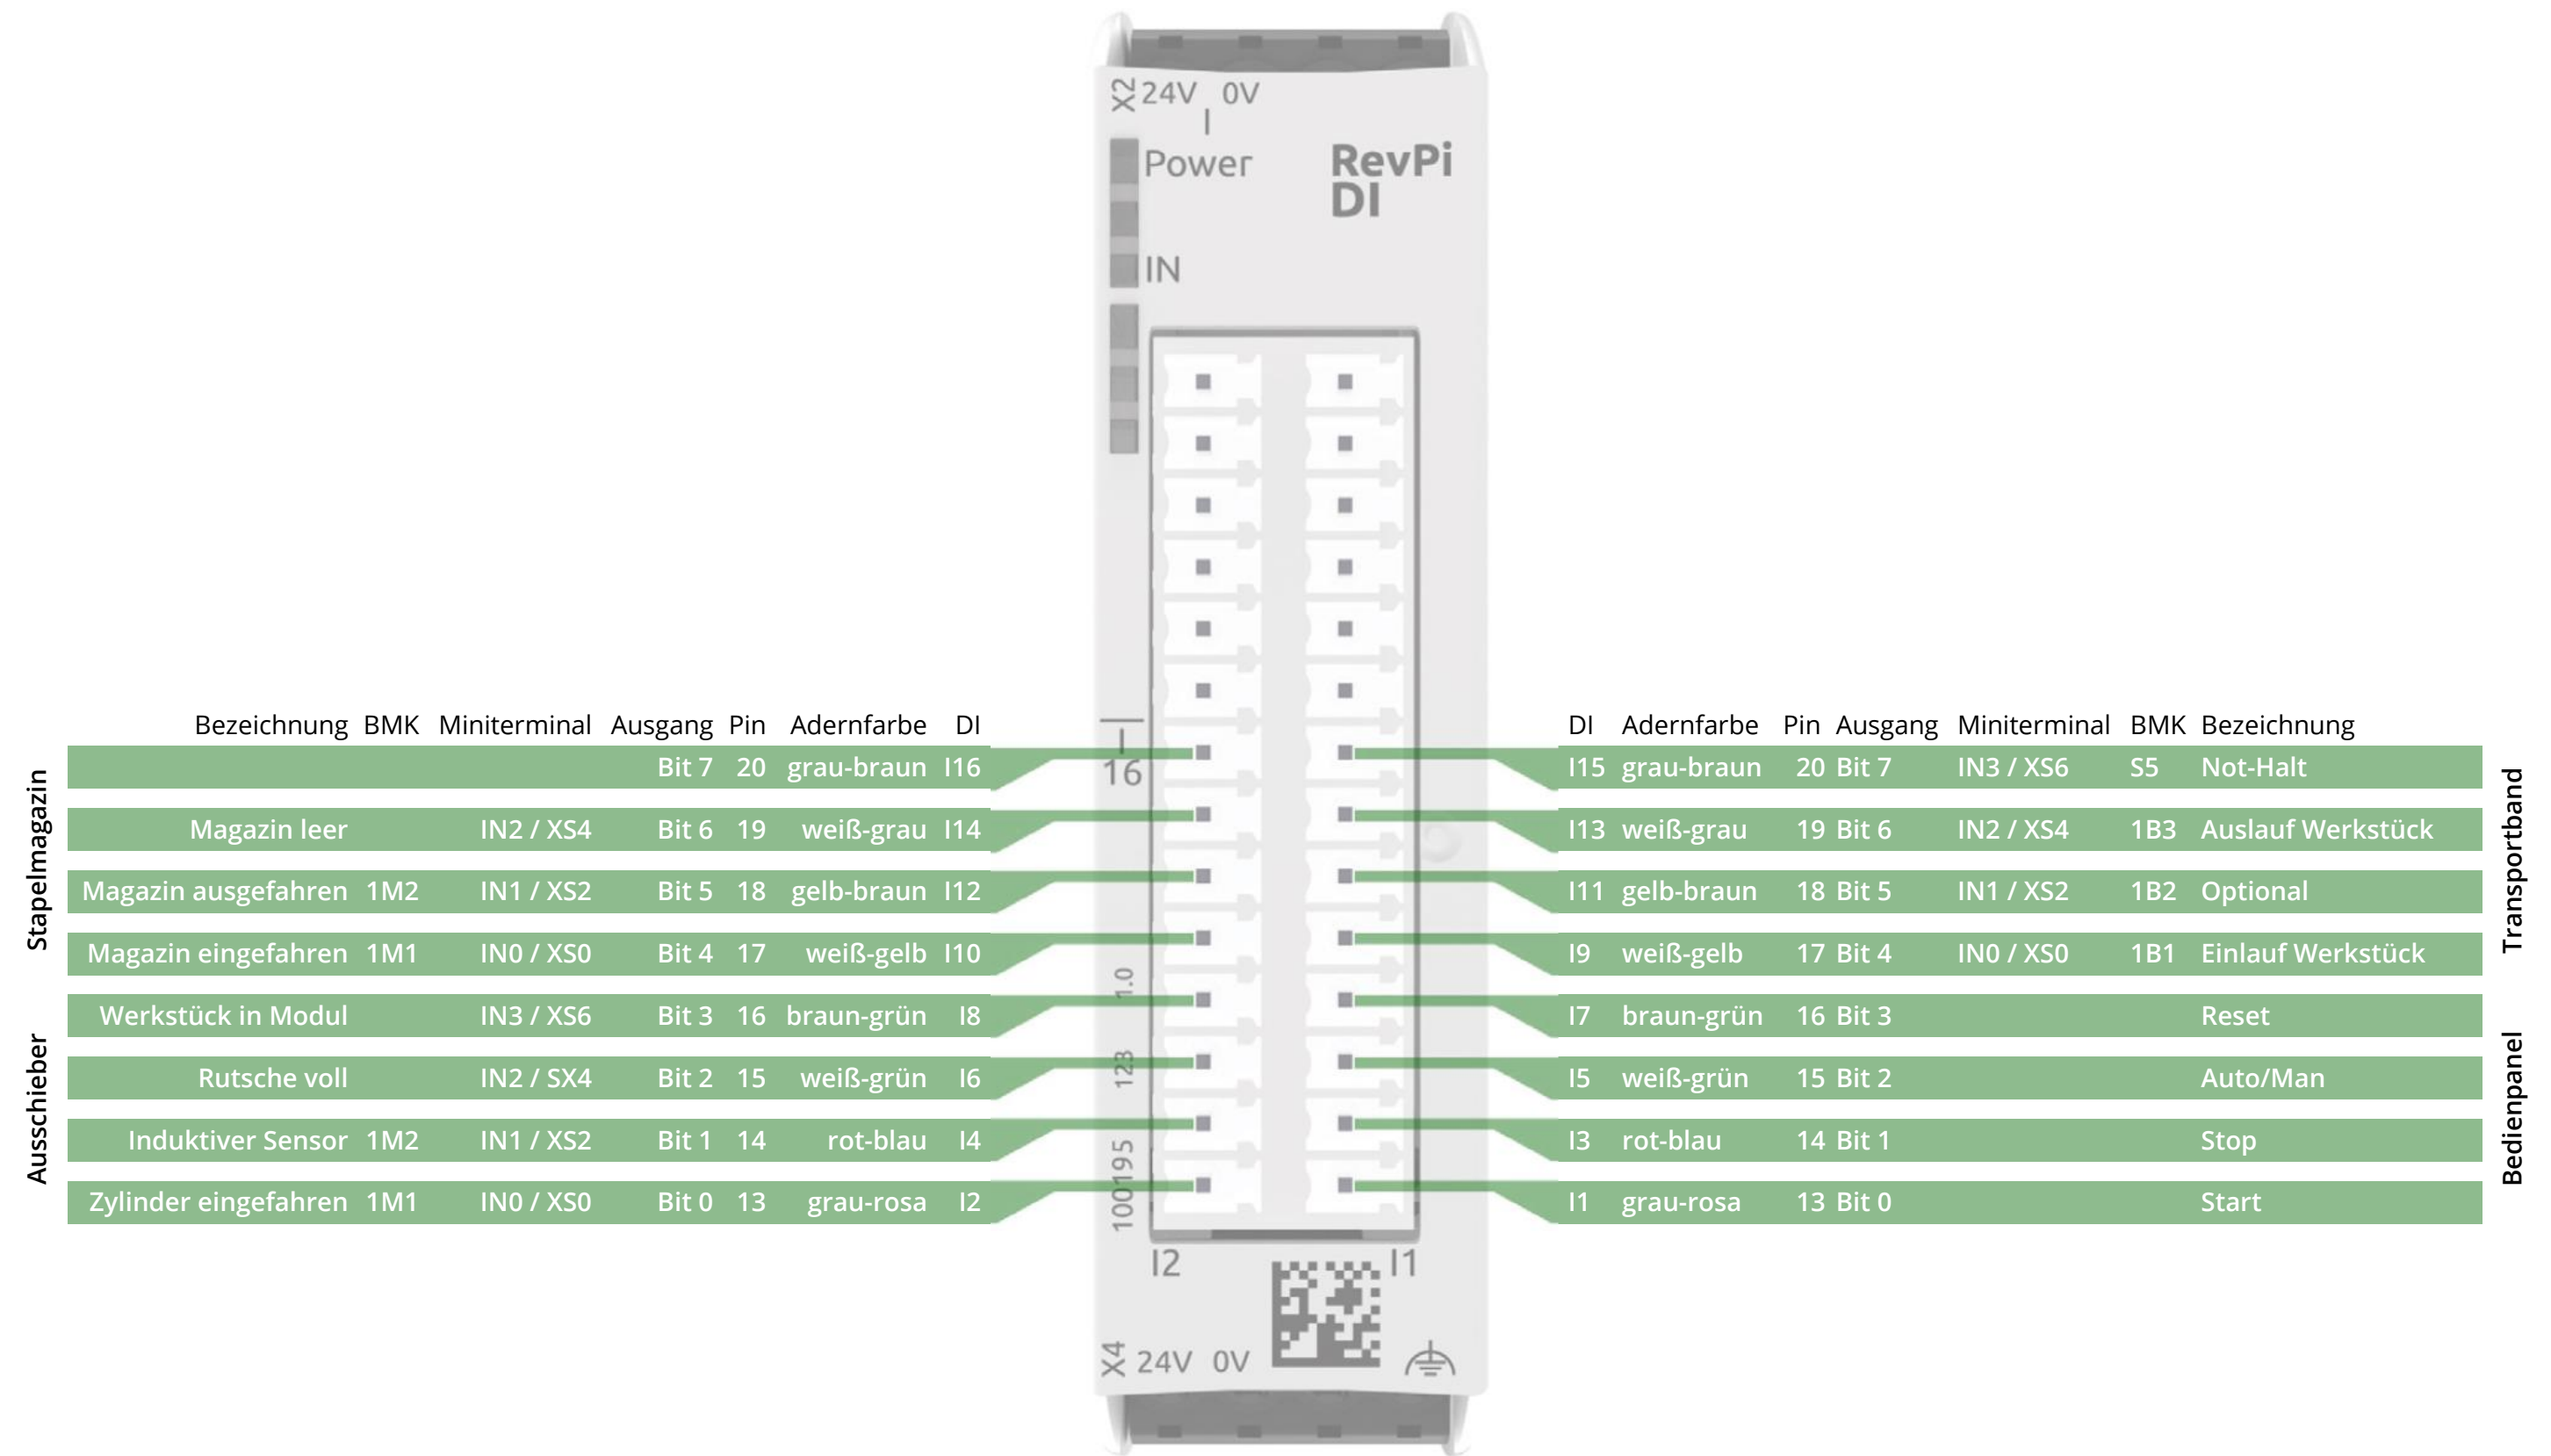 X2 24V 0V
Power
RevPi
DI
IN
Bezeichnung BMK Miniterminal Ausgang Pin Adernfarbe DI
Stapelmagazin
Bit 7 20 grau-braun I16
Magazin leer IN2 / XS4 Bit 6 19 weiß-grau I14
Magazin ausgefahren 1M2 IN1 / XS2 Bit 5 18 gelb-braun I12
Magazin eingefahren 1M1 IN0 / XS0 Bit 4 17 weiß-gelb I10
Ausschieber
Werkstück in Modul IN3 / XS6 Bit 3 16 braun-grün I8
Rutsche voll IN2 / SX4 Bit 2 15 weiß-grün I6
Induktiver Sensor 1M2 IN1 / XS2 Bit 1 14 rot-blau I4
Zylinder eingefahren 1M1 IN0 / XS0 Bit 0 13 grau-rosa I2
16
1.0
123
100195
DI Adernfarbe Pin Ausgang Miniterminal BMK Bezeichnung
I15 grau-braun 20 Bit 7 IN3 / XS6 S5 Not-Halt
I13 weiß-grau 19 Bit 6 IN2 / XS4 1B3 Auslauf Werkstück
I11 gelb-braun 18 Bit 5 IN1 / XS2 1B2 Optional
I9 weiß-gelb 17 Bit 4 IN0 / XS0 1B1 Einlauf Werkstück
Transportband
I7 braun-grün 16 Bit 3 Reset
I5 weiß-grün 15 Bit 2 Auto/Man
I3 rot-blau 14 Bit 1 Stop
I1 grau-rosa 13 Bit 0 Start
Bedienpanel
I2 I1
X4 24V 0V